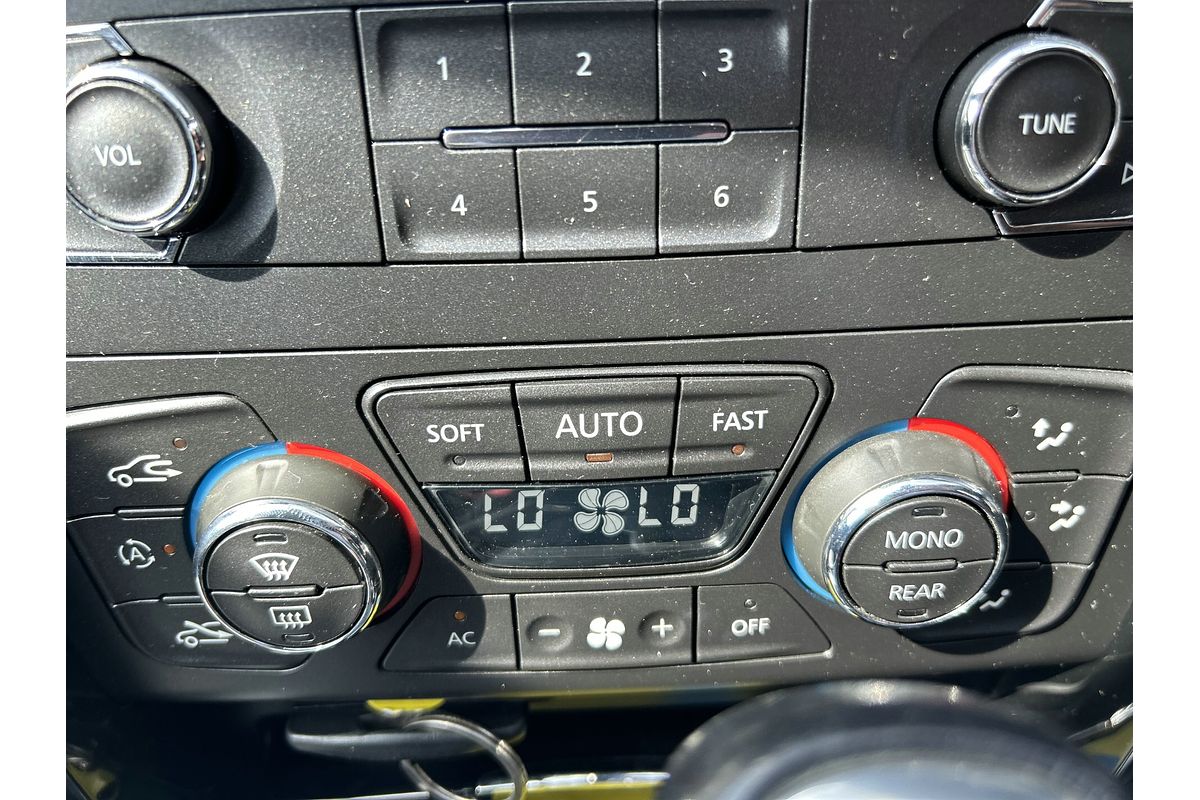 1 2 3
VOL
TUNE
4 5 6
SOFT AUTO FAST
LO LO
A
MONO
REAR
AC - + OFF